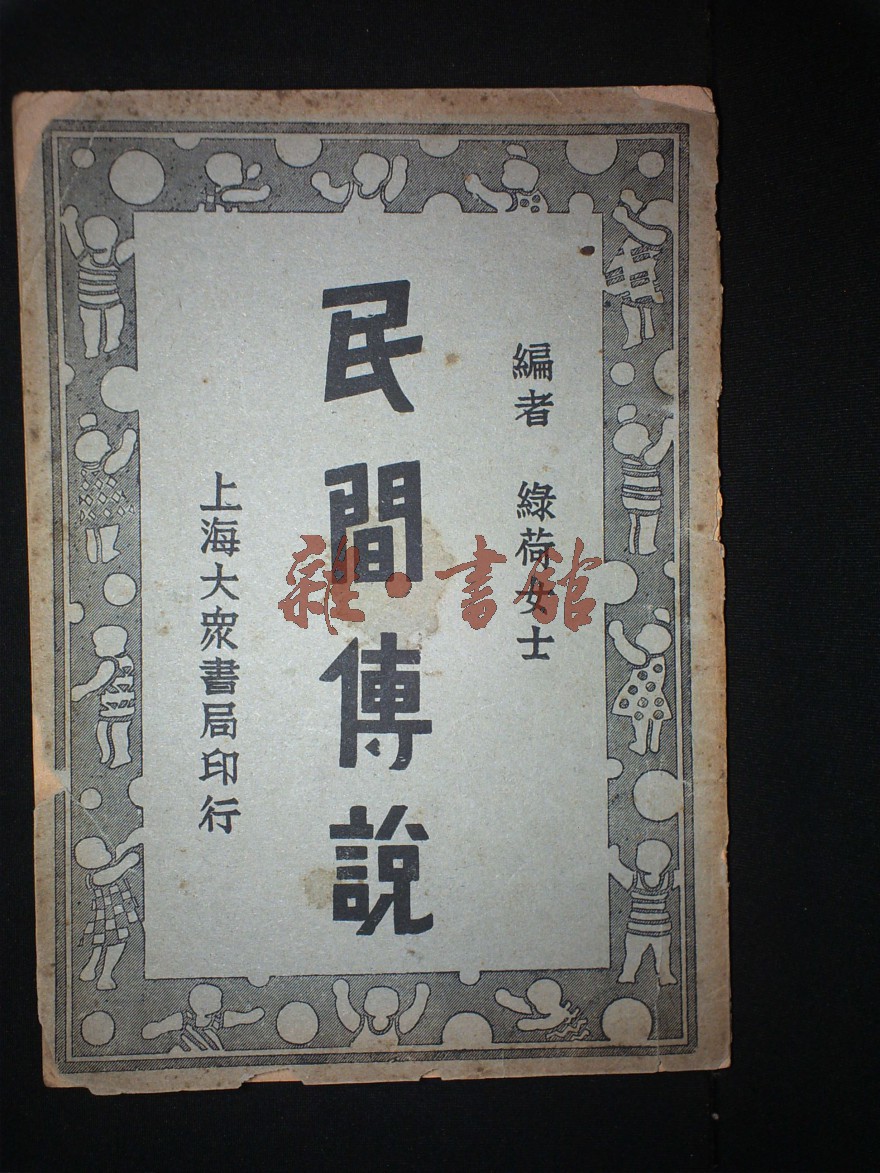 編者　綠荷女士
民間傳說
上海大衆書局印行
雜·書館